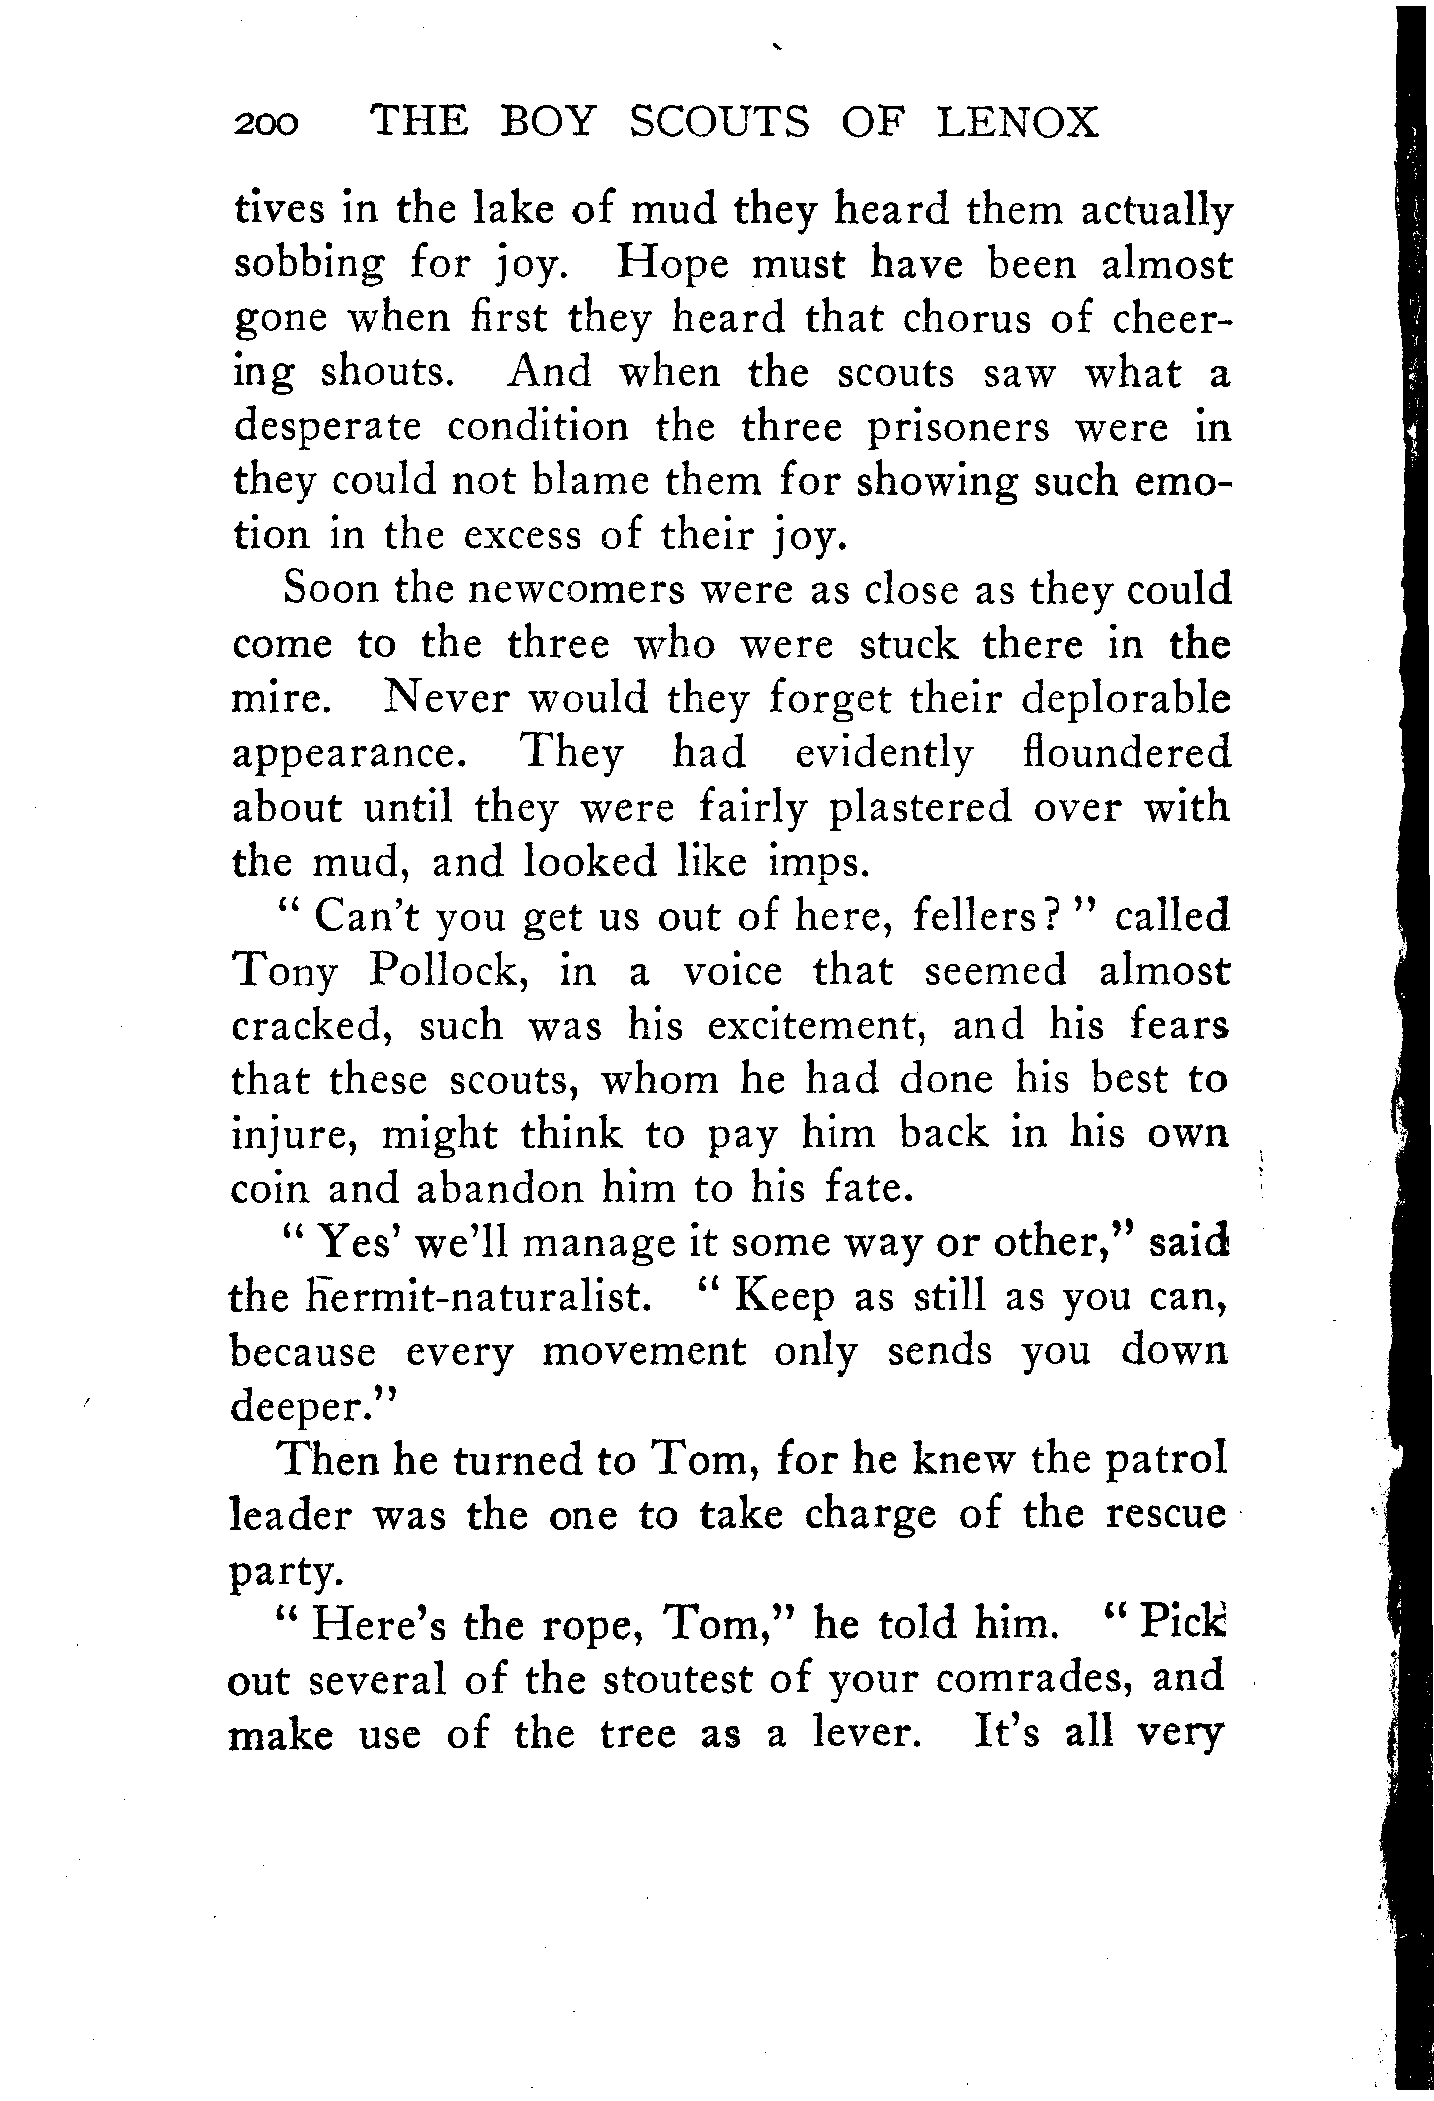 200 THE BOY SCOUTS OF LENOX
tives in the lake of mud they heard them actually
sobbing for joy. Hope must have been almost
gone when first they heard that chorus of cheer-
ing shouts. And when the scouts saw what a
desperate condition the three prisoners were in
they could not blame them for showing such emo-
tion in the excess of their joy.
Soon the newcomers were as close as they could
come to the three who were stuck there in the
mire. Never would they forget their deplorable
appearance. They had evidently floundered
about until they were fairly plastered over with
the mud, and looked like imps.
" Can't you get us out of here, fellers? " called
Tony Pollock, in a voice that seemed almost
cracked, such was his excitement, and his fears
that these scouts, whom he had done his best to
injure, might think to pay him back in his own
coin and abandon him to his fate.
" Yes' we'll manage it some way or other," said
the hermit-naturalist. " Keep as still as you can,
because every movement only sends you down
deeper."
Then he turned to Tom, for he knew the patrol
leader was the one to take charge of the rescue
party.
" Here's the rope, Tom," he told him. " Pick
out several of the stoutest of your comrades, and
make use of the tree as a lever. It's all very